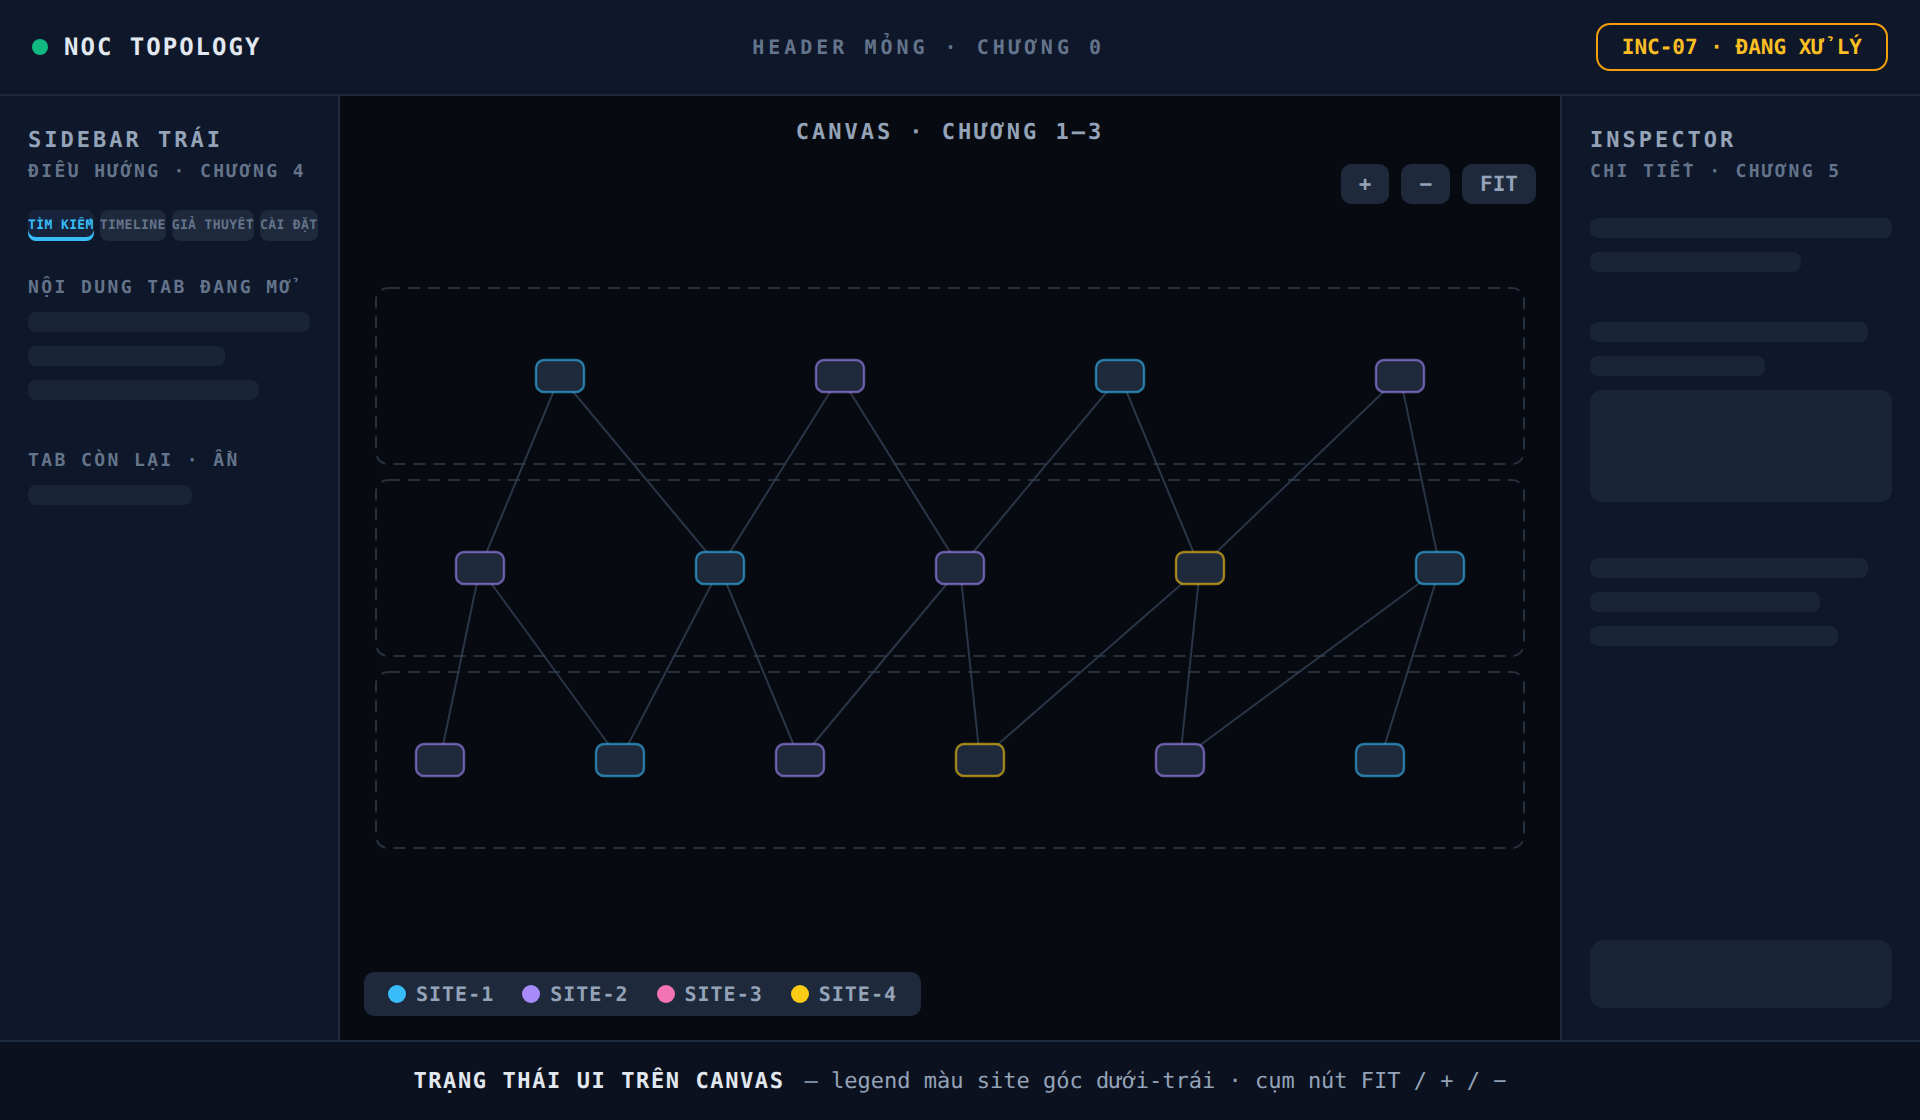 NOC TOPOLOGY
HEADER MỎNG · CHƯƠNG 0
INC-07 · ĐANG XỬ LÝ
SIDEBAR TRÁI
ĐIỀU HƯỚNG · CHƯƠNG 4
TÌM KIẾM
TIMELINE
GIẢ THUYẾT
CÀI ĐẶT
NỘI DUNG TAB ĐANG MỞ
TAB CÒN LẠI · ẨN
CANVAS · CHƯƠNG 1–3
+
−
FIT
SITE-1
SITE-2
SITE-3
SITE-4
INSPECTOR
CHI TIẾT · CHƯƠNG 5
TRẠNG THÁI UI TRÊN CANVAS — legend màu site góc dưới-trái · cụm nút FIT / + / −